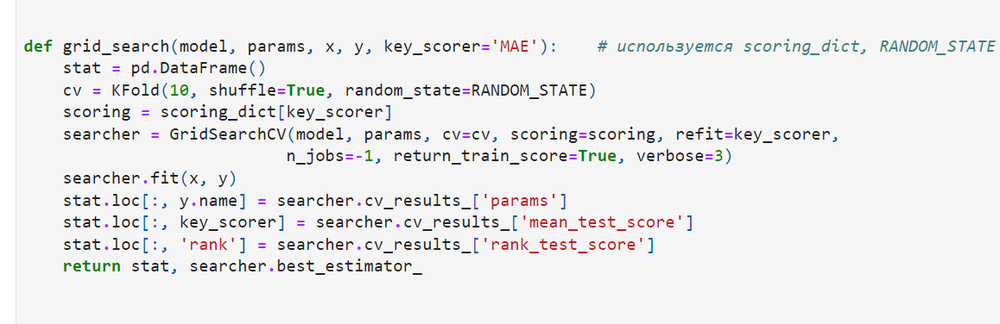 def grid_search(model, params, x, y, key_scorer='MAE'):    # используемся scoring_dict, RANDOM_STATE
    stat = pd.DataFrame()
    cv = KFold(10, shuffle=True, random_state=RANDOM_STATE)
    scoring = scoring_dict[key_scorer]
    searcher = GridSearchCV(model, params, cv=cv, scoring=scoring, refit=key_scorer,
                           n_jobs=-1, return_train_score=True, verbose=3)
    searcher.fit(x, y)
    stat.loc[:, y.name] = searcher.cv_results_['params']
    stat.loc[:, key_scorer] = searcher.cv_results_['mean_test_score']
    stat.loc[:, 'rank'] = searcher.cv_results_['rank_test_score']
    return stat, searcher.best_estimator_